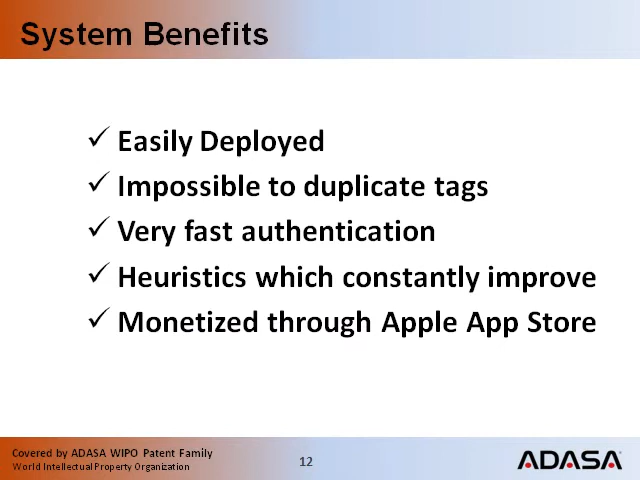 System Benefits
✓ Easily Deployed
✓ Impossible to duplicate tags
✓ Very fast authentication
✓ Heuristics which constantly improve
✓ Monetized through Apple App Store
Covered by ADASA WIPO Patent Family
World Intellectual Property Organization
12
ADASA